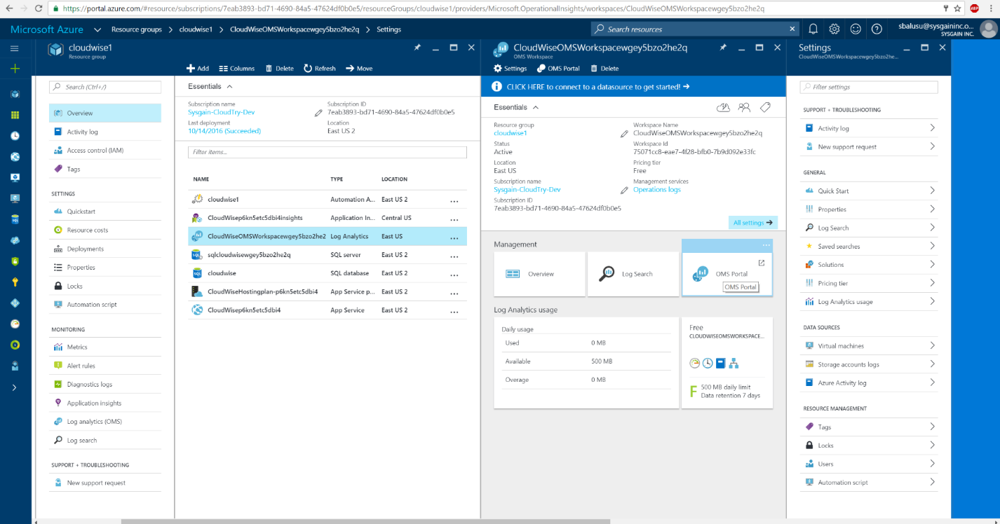 https://portal.azure.com/#resource/subscriptions/7eab3893-bd71-4690-84a5-47624df0b0e5/resourceGroups/cloudwise1/providers/Microsoft.OperationalInsights/workspaces/CloudWiseOMSWorkspacewgey5bzo2he2q
ABP
Microsoft Azure
Resource groups > cloudwise1 > CloudWiseOMSWorkspacewgey5bzo2he2q > Settings
Search resources
sbalusu@sysgaininc.o...
SYSGAIN INC.
cloudwise1
Resource group
Search (Ctrl+/)
Overview
Activity log
Access control (IAM)
Tags
SETTINGS
Quickstart
Resource costs
Deployments
Properties
Locks
Automation script
MONITORING
Metrics
Alert rules
Diagnostics logs
Application insights
Log analytics (OMS)
Log search
SUPPORT + TROUBLESHOOTING
New support request
Add Columns Delete Refresh Move
Essentials
Subscription name
Sysgain-CloudTry-Dev
Last deployment
10/14/2016 (Succeeded)
Subscription ID
7eab3893-bd71-4690-84a5-47624df0b0e5
Location
East US 2
Filter items...
NAME TYPE LOCATION
cloudwise1 Automation A... East US 2 ...
CloudWisep6kn5etc5dbi4insights Application In... Central US ...
CloudWiseOMSWorkspacewgey5bzo2he2 Log Analytics East US ...
sqlcloudwisewgey5bzo2he2q SQL server East US 2 ...
cloudwise SQL database East US 2 ...
CloudWiseHostingplan-p6kn5etc5dbi4 App Service p... East US 2 ...
CloudWisep6kn5etc5dbi4 App Service East US 2 ...
CloudWiseOMSWorkspacewgey5bzo2he2q
OMS Workspace
Settings OMS Portal Delete
CLICK HERE to connect to a datasource to get started!
Essentials
Resource group
cloudwise1
Status
Active
Location
East US
Subscription name
Sysgain-CloudTry-Dev
Subscription ID
7eab3893-bd71-4690-84a5-47624df0b0e5
Workspace Name
CloudWiseOMSWorkspacewgey5bzo2he2q
Workspace Id
75071cc8-eae7-4f28-bfb0-7b9d092e33fc
Pricing tier
Free
Management services
Operations logs
All settings
Management
Overview
Log Search
OMS Portal
OMS Portal
Log Analytics usage
Daily usage
Used 0 MB
Available 500 MB
Overage 0 MB
Free
CLOUDWISEOMSWORKSPACE...
F
500 MB daily limit
Data retention 7 days
Settings
CloudWiseOMSWorkspacewgey5bzo2he...
Filter settings
SUPPORT + TROUBLESHOOTING
Activity log
New support request
GENERAL
Quick Start
Properties
Log Search
Saved searches
Solutions
Pricing tier
Log Analytics usage
DATA SOURCES
Virtual machines
Storage accounts logs
Azure Activity log
RESOURCE MANAGEMENT
Tags
Locks
Users
Automation script